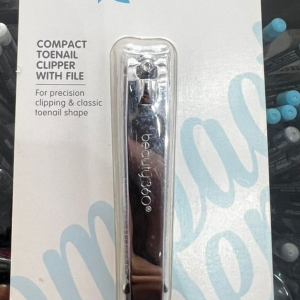 COMPACT
TOENAIL
CLIPPER
WITH FILE
For precision
clipping & classic
toenail shape
beauty360®